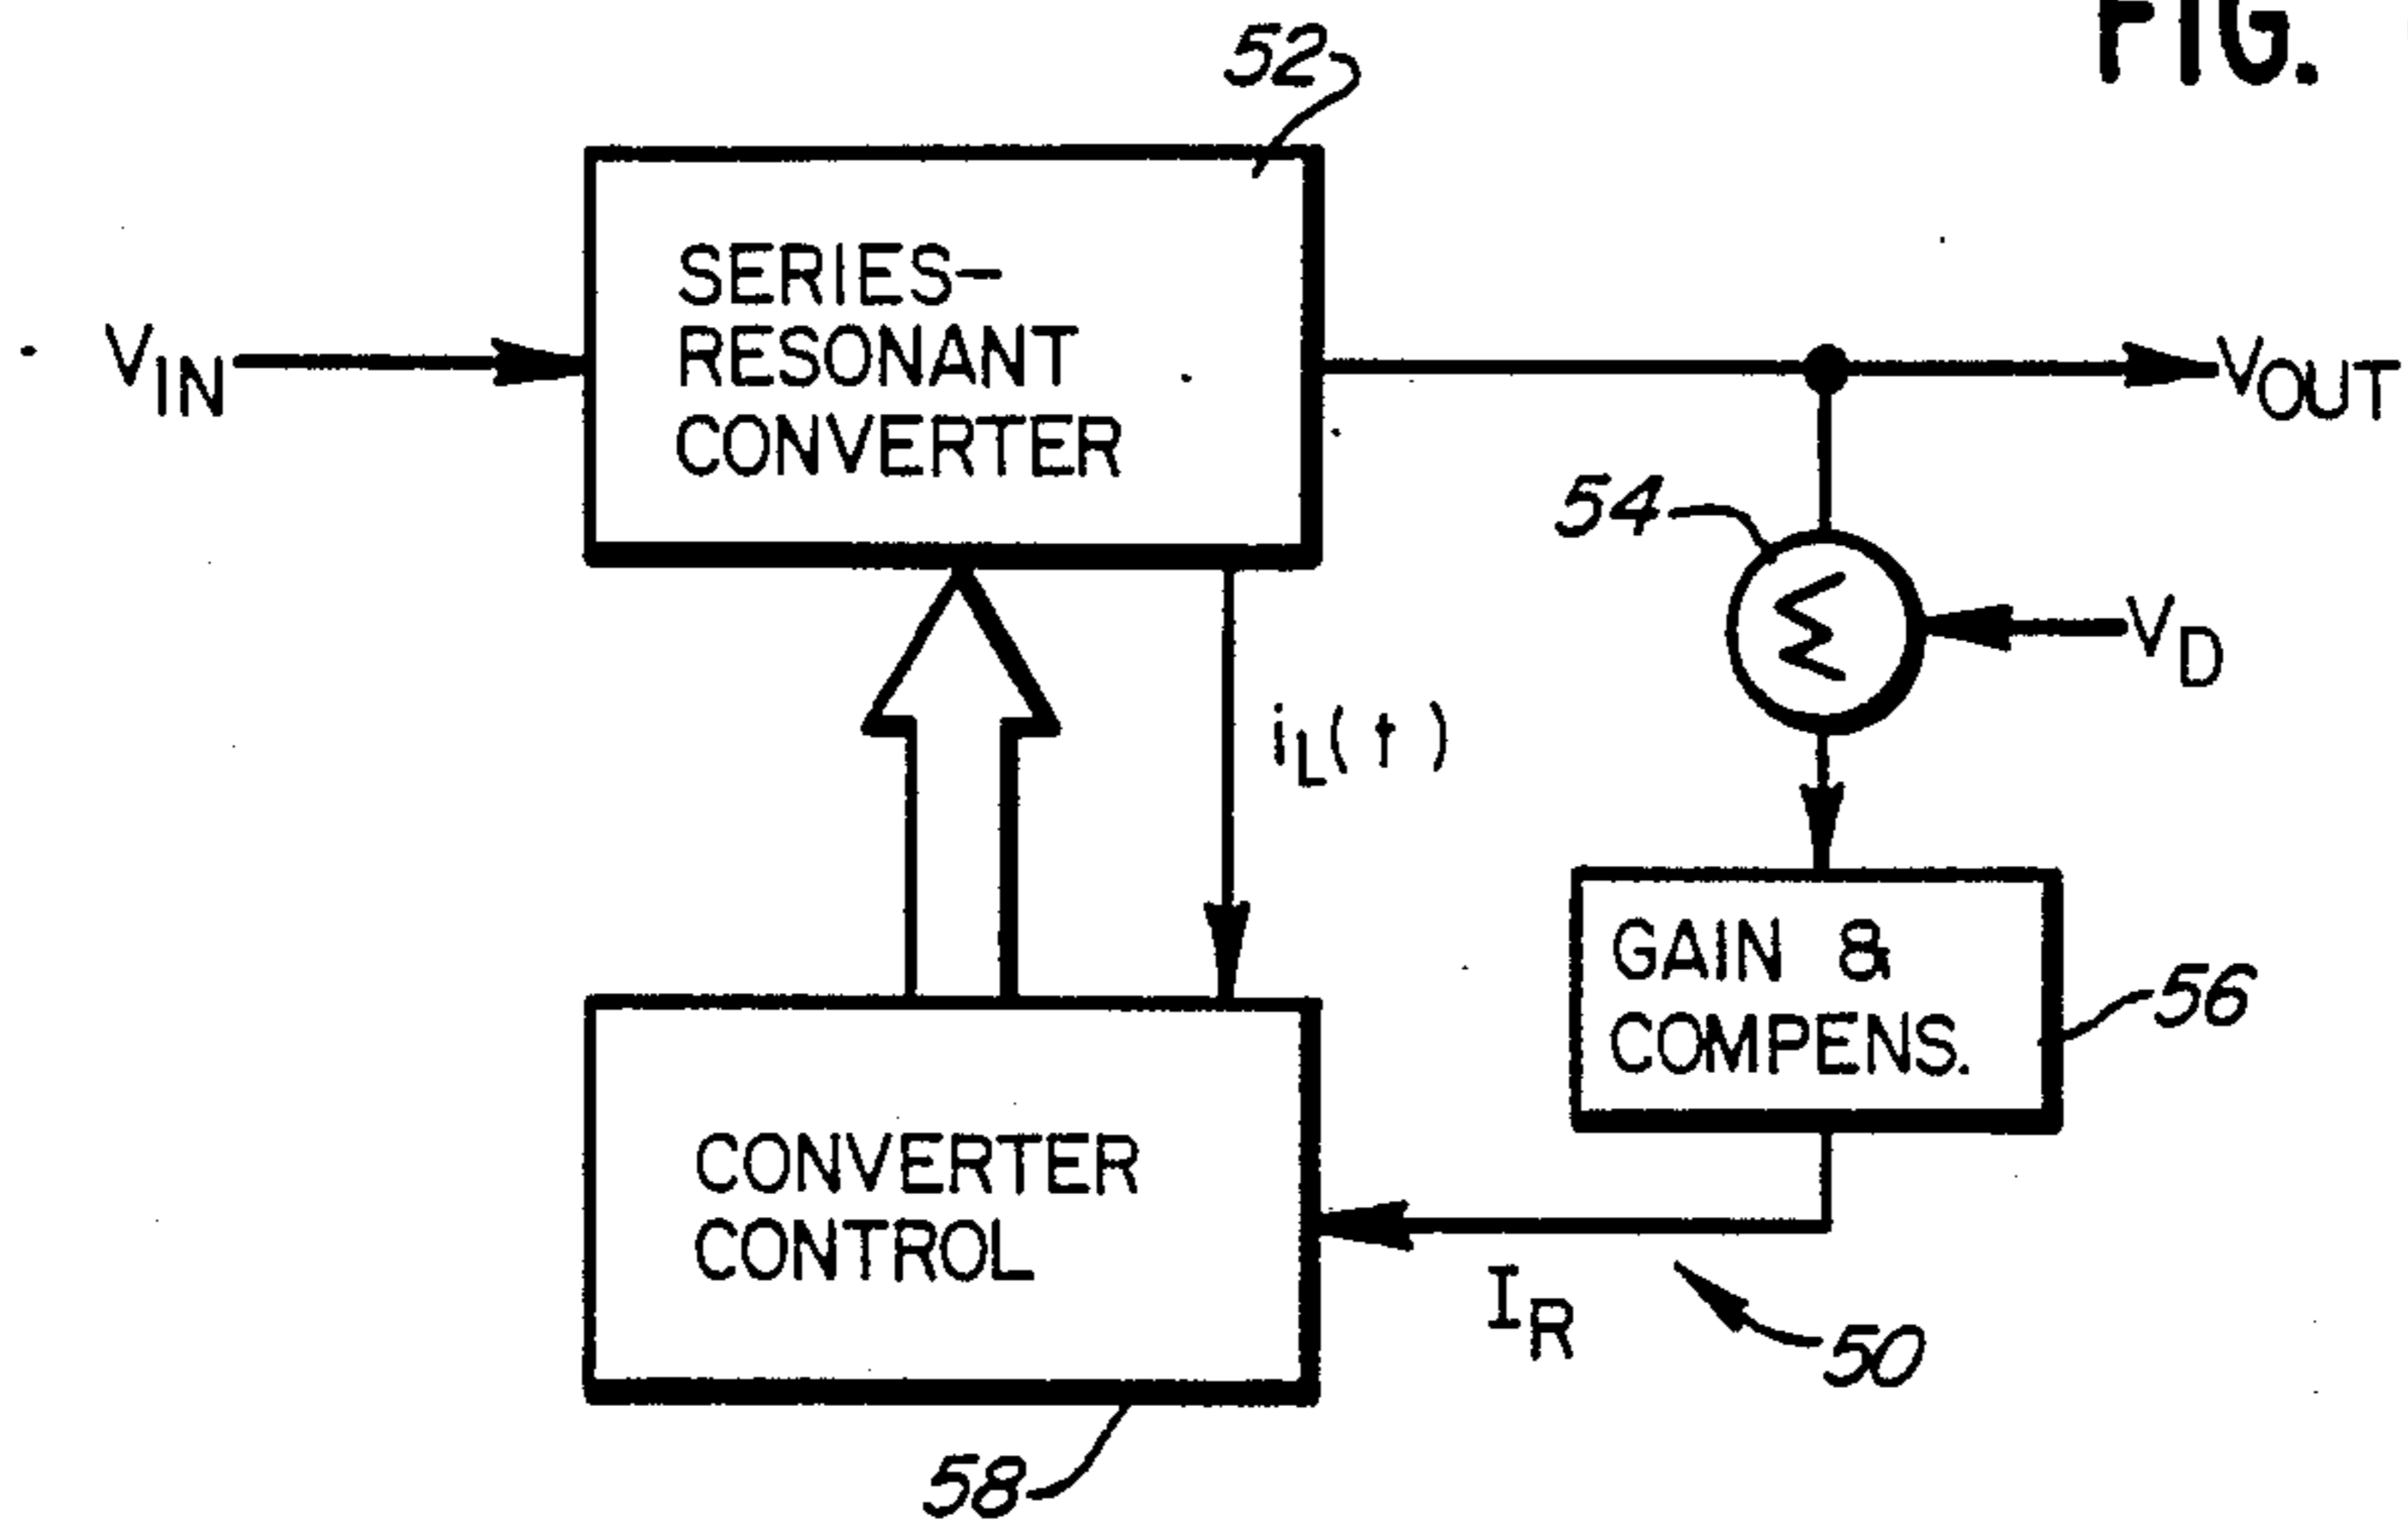 FIG.
52
SERIES-
RESONANT
CONVERTER
VIN
VOUT
54
Σ
VD
iL(t)
GAIN &
COMPENS.
56
CONVERTER
CONTROL
IR
50
58